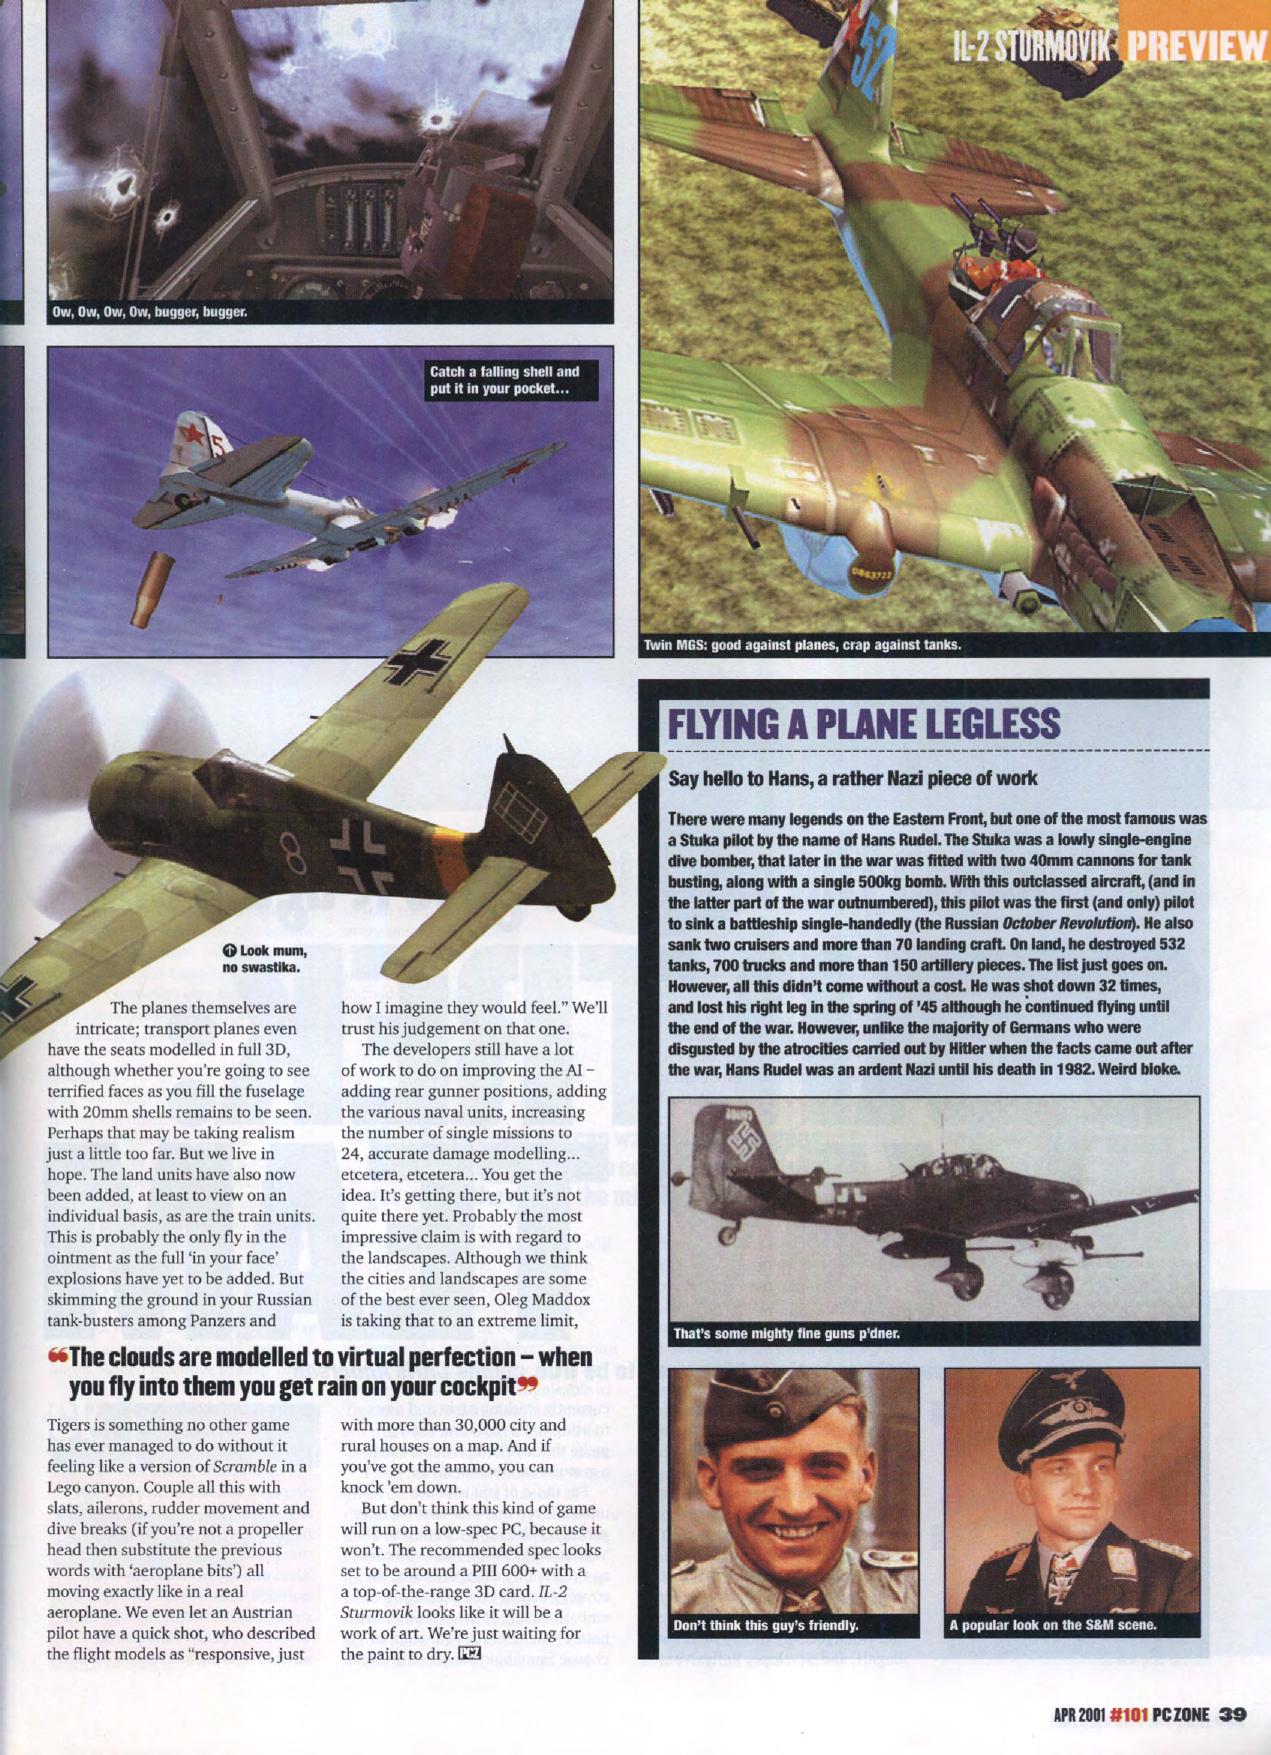 IL-2 STURMOVIK PREVIEW
Ow, Ow, Ow, Ow, bugger, bugger.
Catch a falling shell and
put it in your pocket...
52
5
0863722
Twin MGS: good against planes, crap against tanks.
8
Look mum,
no swastika.
The planes themselves are
intricate; transport planes even
have the seats modelled in full 3D,
although whether you're going to see
terrified faces as you fill the fuselage
with 20mm shells remains to be seen.
Perhaps that may be taking realism
just a little too far. But we live in
hope. The land units have also now
been added, at least to view on an
individual basis, as are the train units.
This is probably the only fly in the
ointment as the full 'in your face'
explosions have yet to be added. But
skimming the ground in your Russian
tank-busters among Panzers and
“The clouds are modelled to virtual perfection – when
you fly into them you get rain on your cockpit”
Tigers is something no other game
has ever managed to do without it
feeling like a version of Scramble in a
Lego canyon. Couple all this with
slats, ailerons, rudder movement and
dive breaks (if you're not a propeller
head then substitute the previous
words with 'aeroplane bits') all
moving exactly like in a real
aeroplane. We even let an Austrian
pilot have a quick shot, who described
the flight models as “responsive, just
how I imagine they would feel.” We'll
trust his judgement on that one.
The developers still have a lot
of work to do on improving the AI –
adding rear gunner positions, adding
the various naval units, increasing
the number of single missions to
24, accurate damage modelling...
etcetera, etcetera... You get the
idea. It's getting there, but it's not
quite there yet. Probably the most
impressive claim is with regard to
the landscapes. Although we think
the cities and landscapes are some
of the best ever seen, Oleg Maddox
is taking that to an extreme limit,
with more than 30,000 city and
rural houses on a map. And if
you've got the ammo, you can
knock 'em down.
But don't think this kind of game
will run on a low-spec PC, because it
won't. The recommended spec looks
set to be around a PIII 600+ with a
a top-of-the-range 3D card. IL-2
Sturmovik looks like it will be a
work of art. We're just waiting for
the paint to dry. PCZ
FLYING A PLANE LEGLESS
Say hello to Hans, a rather Nazi piece of work
There were many legends on the Eastern Front, but one of the most famous was
a Stuka pilot by the name of Hans Rudel. The Stuka was a lowly single-engine
dive bomber, that later in the war was fitted with two 40mm cannons for tank
busting, along with a single 500kg bomb. With this outclassed aircraft, (and in
the latter part of the war outnumbered), this pilot was the first (and only) pilot
to sink a battleship single-handedly (the Russian October Revolution). He also
sank two cruisers and more than 70 landing craft. On land, he destroyed 532
tanks, 700 trucks and more than 150 artillery pieces. The list just goes on.
However, all this didn't come without a cost. He was shot down 32 times,
and lost his right leg in the spring of '45 although he continued flying until
the end of the war. However, unlike the majority of Germans who were
disgusted by the atrocities carried out by Hitler when the facts came out after
the war, Hans Rudel was an ardent Nazi until his death in 1982. Weird bloke.
That's some mighty fine guns p'dner.
Don't think this guy's friendly.
A popular look on the S&M scene.
APR 2001 #101 PC ZONE 39